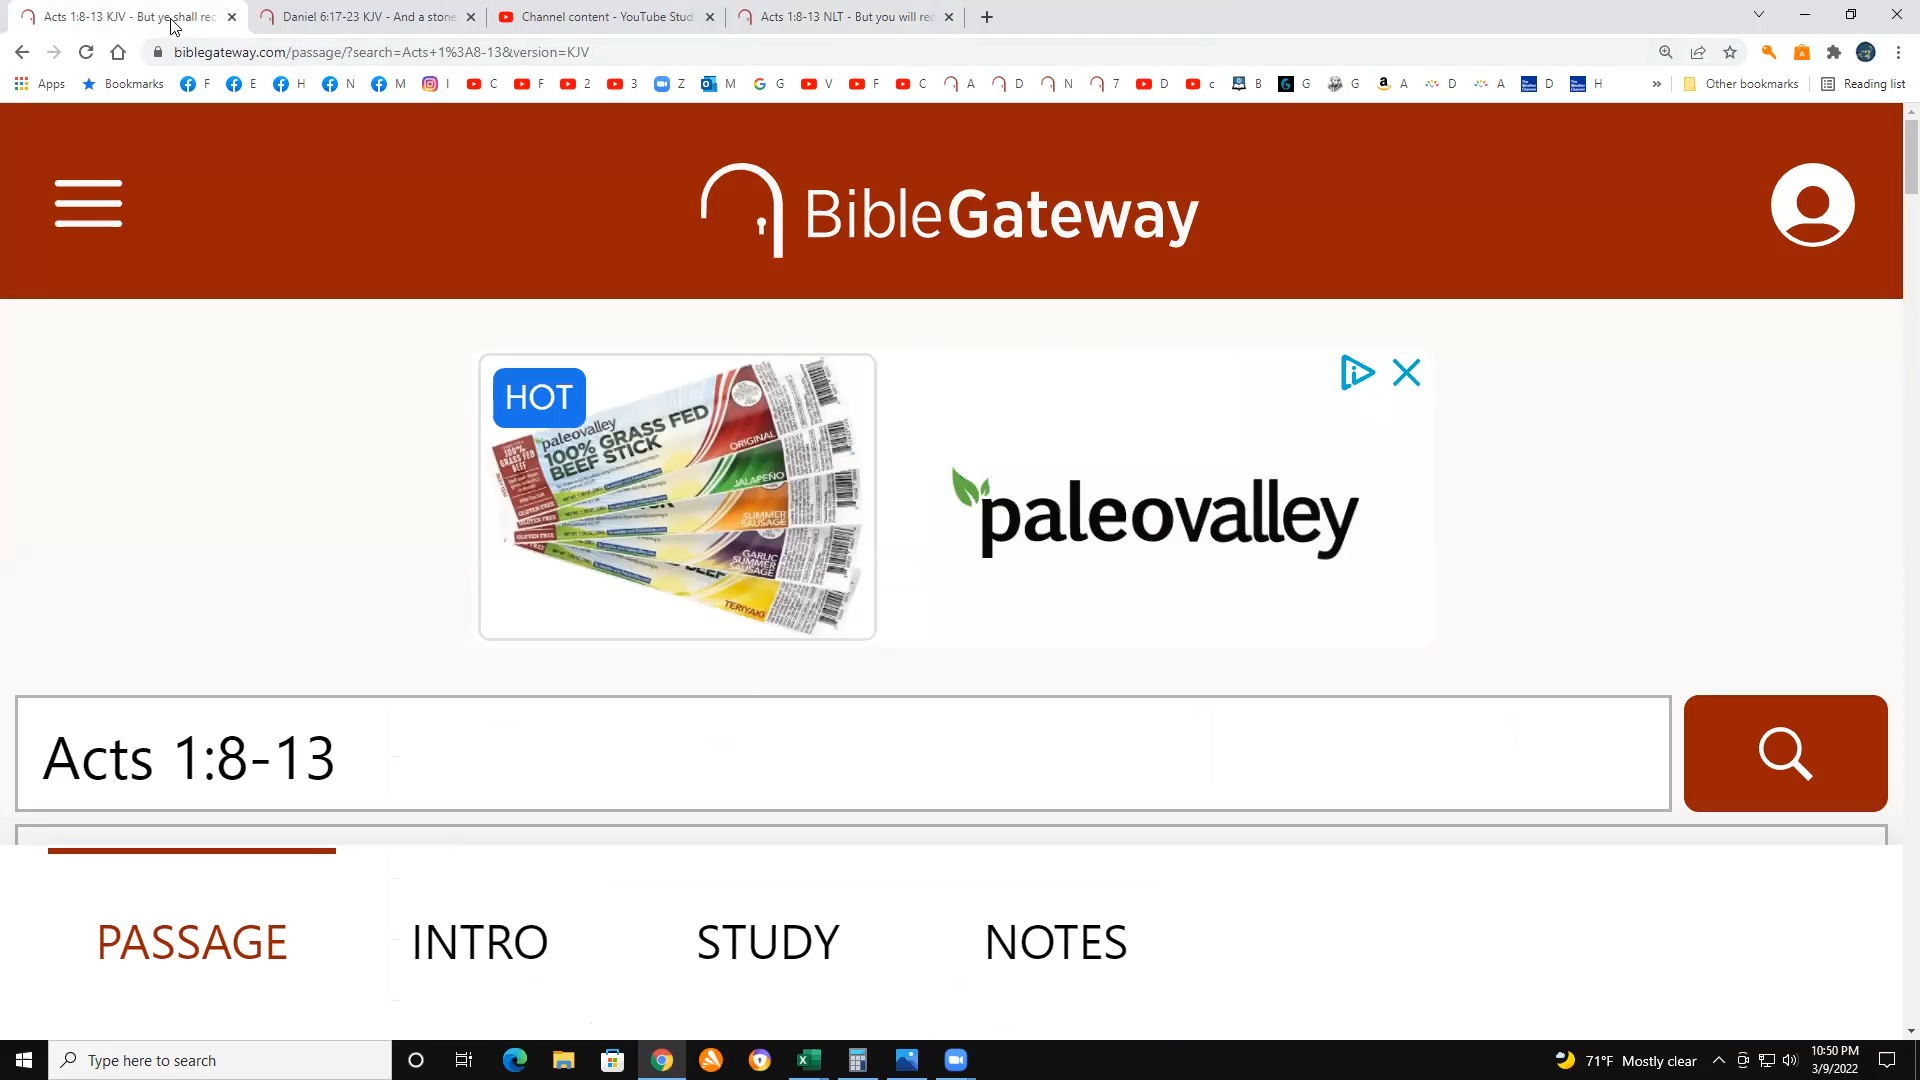 Acts 1:8-13 KJV - But ye shall rec
Daniel 6:17-23 KJV - And a stone
Channel content - YouTube Stud
Acts 1:8-13 NLT - But you will rec
biblegateway.com/passage/?search=Acts+1%3A8-13&version=KJV
Apps Bookmarks F E H N M I C F 2 3 Z M G V F C A D N 7 D c B G G A D A D H » Other bookmarks Reading list
BibleGateway
HOT
paleovalley
100% GRASS FED
BEEF STICK
ORIGINAL
JALAPEÑO
SUMMER
SAUSAGE
GARLIC
SUMMER
SAUSAGE
TERIYAKI
paleovalley
Acts 1:8-13
PASSAGE INTRO STUDY NOTES
Type here to search
71°F Mostly clear
10:50 PM
3/9/2022